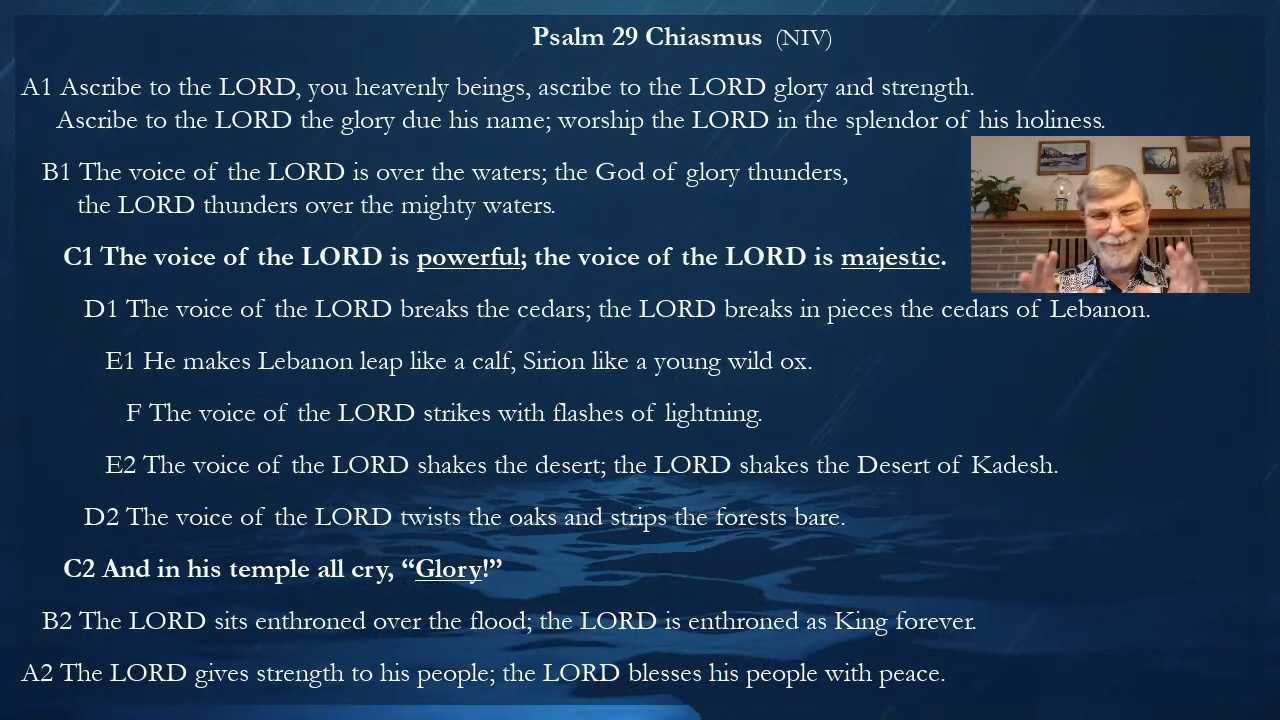 Psalm 29 Chiasmus (NIV)
A1 Ascribe to the LORD, you heavenly beings, ascribe to the LORD glory and strength.
Ascribe to the LORD the glory due his name; worship the LORD in the splendor of his holiness.
B1 The voice of the LORD is over the waters; the God of glory thunders,
the LORD thunders over the mighty waters.
C1 The voice of the LORD is powerful; the voice of the LORD is majestic.
D1 The voice of the LORD breaks the cedars; the LORD breaks in pieces the cedars of Lebanon.
E1 He makes Lebanon leap like a calf, Sirion like a young wild ox.
F The voice of the LORD strikes with flashes of lightning.
E2 The voice of the LORD shakes the desert; the LORD shakes the Desert of Kadesh.
D2 The voice of the LORD twists the oaks and strips the forests bare.
C2 And in his temple all cry, “Glory!”
B2 The LORD sits enthroned over the flood; the LORD is enthroned as King forever.
A2 The LORD gives strength to his people; the LORD blesses his people with peace.